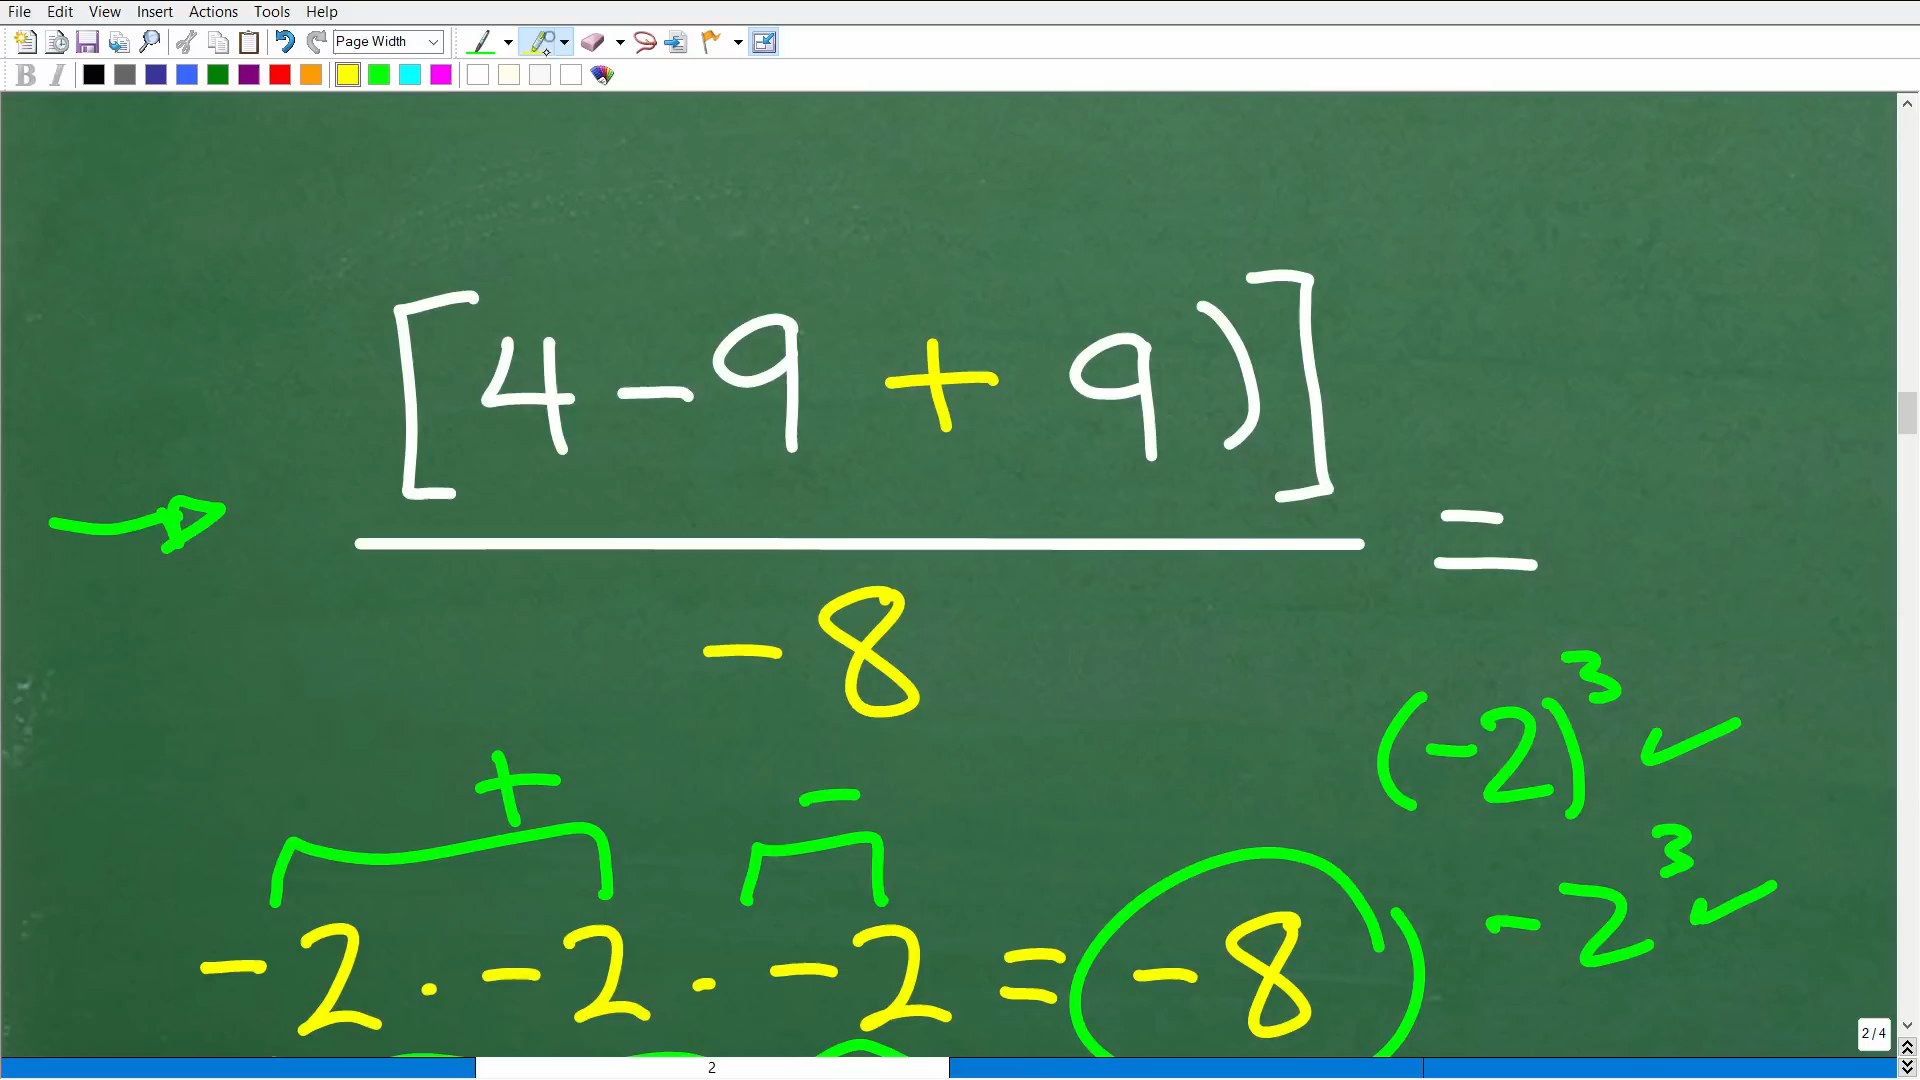 File Edit View Insert Actions Tools Help
Page Width
B I
[4-9 + 9)]
=
-8
(-2)³ ✓
+ -
-2³ ✓
-2 · -2 · -2 = -8
2/4
2